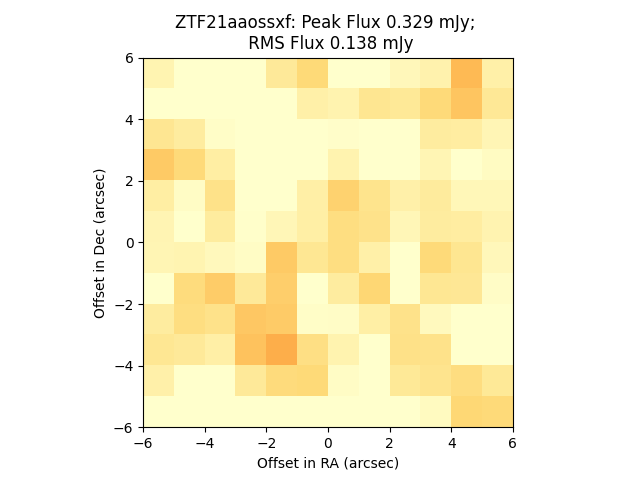 ZTF21aaossxf: Peak Flux 0.329 mJy;
RMS Flux 0.138 mJy
6
4
2
0
−2
−4
−6
Offset in Dec (arcsec)
−6 −4 −2 0 2 4 6
Offset in RA (arcsec)